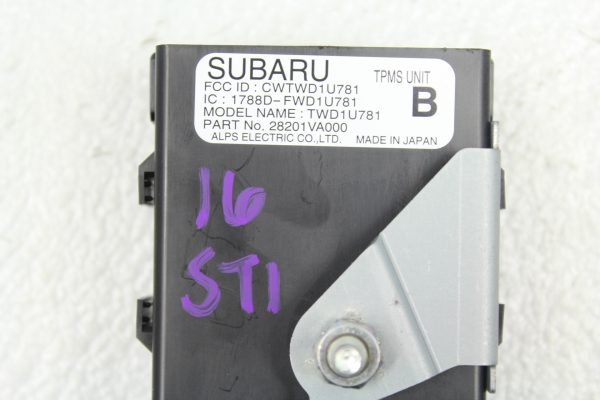 SUBARU TPMS UNIT
FCC ID : CWTWD1U781
IC : 1788D-FWD1U781 B
MODEL NAME : TWD1U781
PART No. 28201VA000
ALPS ELECTRIC CO.,LTD. MADE IN JAPAN
16
STI